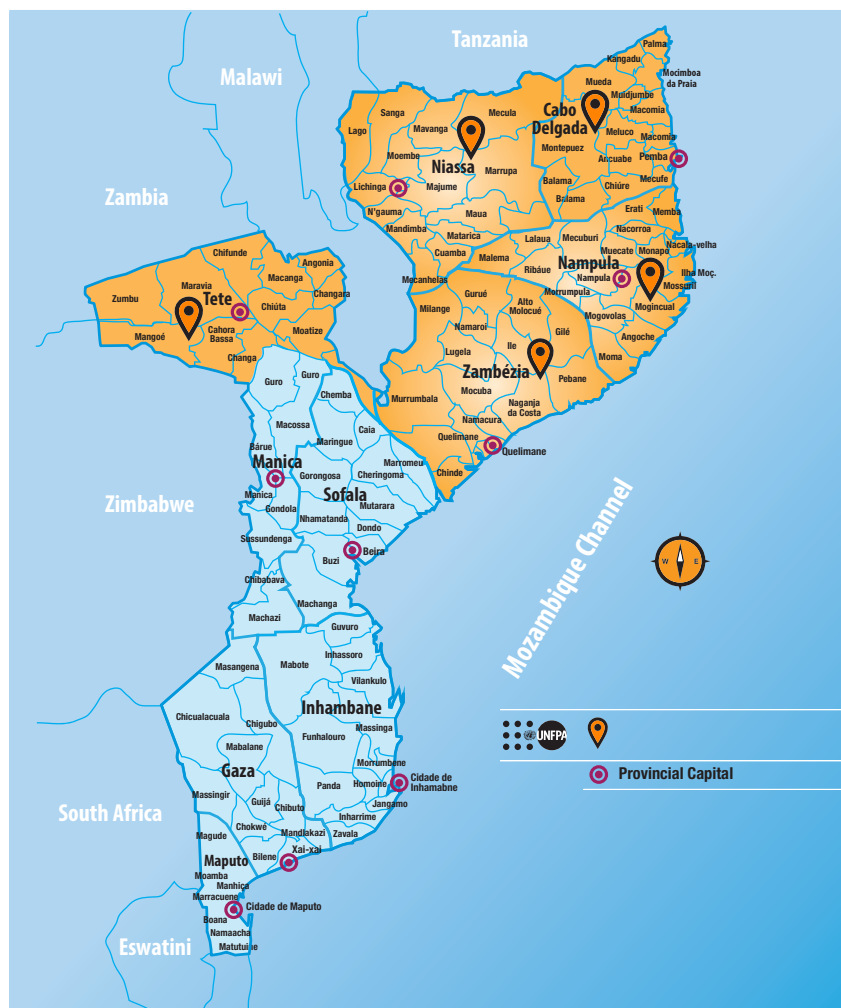 Tanzania
Malawi
Zambia
Zimbabwe
South Africa
Eswatini
Mozambique Channel
Palma
Kangadu
Mocimboa
da Praia
Mueda
Muidjumbe
Macomia
Cabo
Delgada
Meluco
Macomia
Montepuez
Ancuabe
Pemba
Mecufe
Balama
Chiúre
Balama
Sanga
Mecula
Lago
Mavanga
Moembe
Niassa
Marrupa
Lichinga
Majume
N'gauma
Maua
Mandimba
Matarica
Cuamba
Mecanhelas
Erati
Memba
Nacorroa
Lalaua
Mecuburi
Muecate
Monapo
Nacala-velha
Malema
Ribáue
Nampula
Nampula
Ilha Moç.
Mossuril
Morrumpula
Mogincual
Mogovolas
Angoche
Moma
Gurué
Milange
Alto
Molocué
Namaroi
Gilé
Ile
Lugela
Zambézia
Pebane
Mocuba
Murrumbala
Naganja
da Costa
Namacura
Quelimane
Quelimane
Chinde
Chifunde
Angonia
Macanga
Maravia
Zumbu
Changara
Tete
Chiúta
Cahora
Bassa
Moatize
Mangoé
Changa
Guro
Guro
Chemba
Macossa
Caia
Maringue
Bárue
Manica
Marromeu
Gorongosa
Cheringoma
Manica
Sofala
Gondola
Mutarara
Nhamatanda
Dondo
Sussundenga
Beira
Buzi
Chibabava
Machanga
Machazi
Guvuro
Masangena
Mabote
Inhassoro
Vilankulo
Chicualacuala
Inhambane
Chigubo
Massinga
Funhalouro
Mabalane
Morrumbene
Gaza
Cidade de
Inhamabne
Panda
Homoine
Massingir
Guijá
Chibuto
Jangamo
Inharrime
Chokwé
Mandlakazi
Zavala
Magude
Xai-xai
Bilene
Maputo
Moamba
Manhiça
Marracuene
Cidade de Maputo
Boana
Namaacha
Matutuine
W E
UNFPA
Provincial Capital